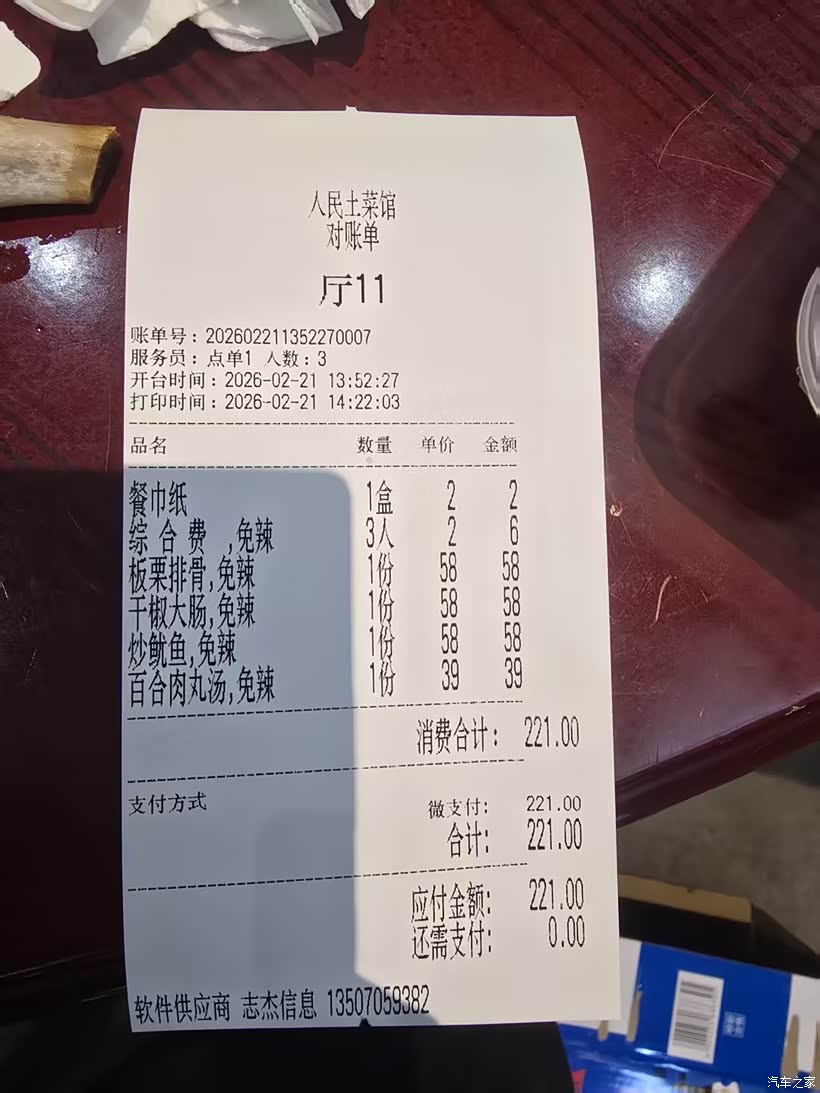 人民土菜馆
对账单
厅11
账单号：202602211352270007
服务员：点单1 人数：3
开台时间：2026-02-21 13:52:27
打印时间：2026-02-21 14:22:03
品名 数量 单价 金额
餐巾纸 1盒 2 2
综 合 费 ,免辣 3人 2 6
板栗排骨,免辣 1份 58 58
干椒大肠,免辣 1份 58 58
炒鱿鱼,免辣 1份 58 58
百合肉丸汤,免辣 1份 39 39
消费合计： 221.00
支付方式 微支付： 221.00
合计： 221.00
应付金额： 221.00
还需支付： 0.00
软件供应商 志杰信息 13507059382
汽车之家